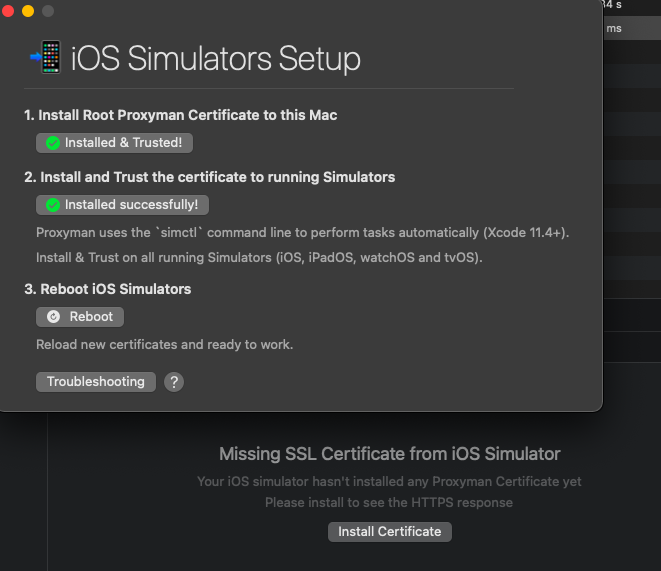 34 s
ms
iOS Simulators Setup
1. Install Root Proxyman Certificate to this Mac
Installed & Trusted!
2. Install and Trust the certificate to running Simulators
Installed successfully!
Proxyman uses the `simctl` command line to perform tasks automatically (Xcode 11.4+).
Install & Trust on all running Simulators (iOS, iPadOS, watchOS and tvOS).
3. Reboot iOS Simulators
Reboot
Reload new certificates and ready to work.
Troubleshooting ?
Missing SSL Certificate from iOS Simulator
Your iOS simulator hasn't installed any Proxyman Certificate yet
Please install to see the HTTPS response
Install Certificate